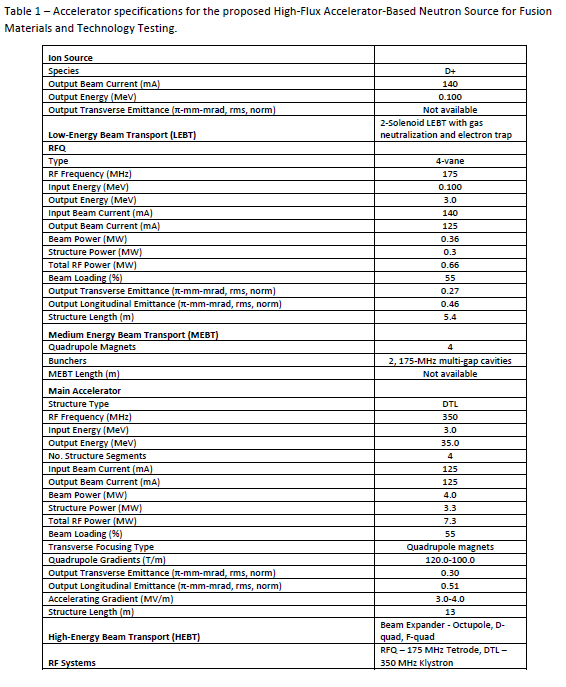 Table 1 – Accelerator specifications for the proposed High-Flux Accelerator-Based Neutron Source for Fusion
Materials and Technology Testing.
Ion Source
Species D+
Output Beam Current (mA) 140
Output Energy (MeV) 0.100
Output Transverse Emittance (π-mm-mrad, rms, norm) Not available
Low-Energy Beam Transport (LEBT) 2-Solenoid LEBT with gas
neutralization and electron trap
RFQ
Type 4-vane
RF Frequency (MHz) 175
Input Energy (MeV) 0.100
Output Energy (MeV) 3.0
Input Beam Current (mA) 140
Output Beam Current (mA) 125
Beam Power (MW) 0.36
Structure Power (MW) 0.3
Total RF Power (MW) 0.66
Beam Loading (%) 55
Output Transverse Emittance (π-mm-mrad, rms, norm) 0.27
Output Longitudinal Emittance (π-mm-mrad, rms, norm) 0.46
Structure Length (m) 5.4
Medium Energy Beam Transport (MEBT)
Quadrupole Magnets 4
Bunchers 2, 175-MHz multi-gap cavities
MEBT Length (m) Not available
Main Accelerator
Structure Type DTL
RF Frequency (MHz) 350
Input Energy (MeV) 3.0
Output Energy (MeV) 35.0
No. Structure Segments 4
Input Beam Current (mA) 125
Output Beam Current (mA) 125
Beam Power (MW) 4.0
Structure Power (MW) 3.3
Total RF Power (MW) 7.3
Beam Loading (%) 55
Transverse Focusing Type Quadrupole magnets
Quadrupole Gradients (T/m) 120.0-100.0
Output Transverse Emittance (π-mm-mrad, rms, norm) 0.30
Output Longitudinal Emittance (π-mm-mrad, rms, norm) 0.51
Accelerating Gradient (MV/m) 3.0-4.0
Structure Length (m) 13
High-Energy Beam Transport (HEBT) Beam Expander - Octupole, D-
quad, F-quad
RF Systems RFQ – 175 MHz Tetrode, DTL –
350 MHz Klystron